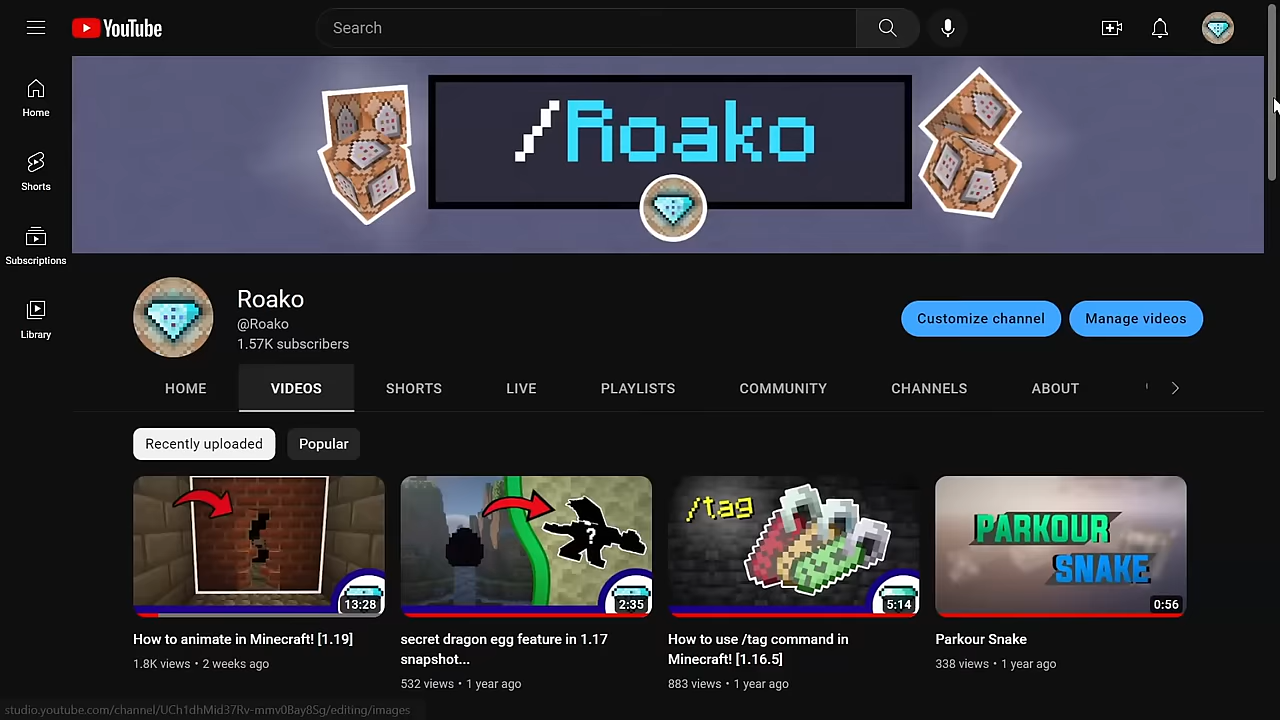 YouTube
Search
Home
Shorts
Subscriptions
Library
/Roako
Roako
@Roako
1.57K subscribers
Customize channel
Manage videos
HOME
VIDEOS
SHORTS
LIVE
PLAYLISTS
COMMUNITY
CHANNELS
ABOUT
Recently uploaded
Popular
13:28
?
2:35
/tag
5:14
PARKOUR
SNAKE
0:56
How to animate in Minecraft! [1.19]
1.8K views • 2 weeks ago
secret dragon egg feature in 1.17
snapshot...
532 views • 1 year ago
How to use /tag command in
Minecraft! [1.16.5]
883 views • 1 year ago
Parkour Snake
338 views • 1 year ago
studio.youtube.com/channel/UCh1dhMid37Rv-mmv0Bay8Sg/editing/images